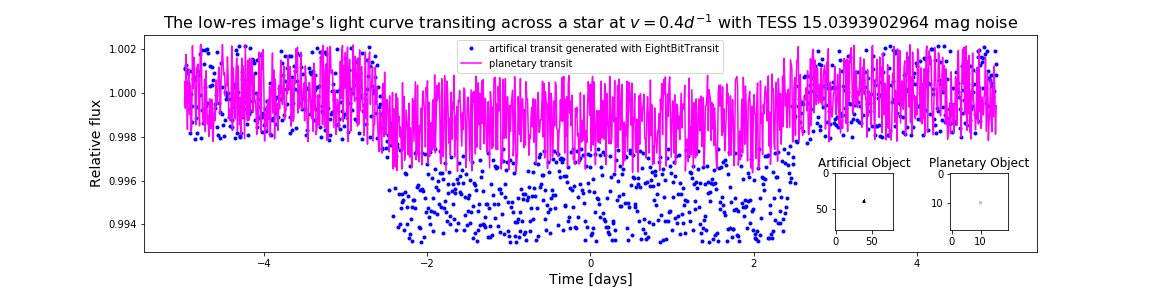 The low-res image's light curve transiting across a star at v = 0.4d⁻¹ with TESS 15.0393902964 mag noise
artifical transit generated with EightBitTransit
planetary transit
Relative flux
1.002
1.000
0.998
0.996
0.994
Artificial Object
0
50
0 50
Planetary Object
0
10
0 10
−4 −2 0 2 4
Time [days]